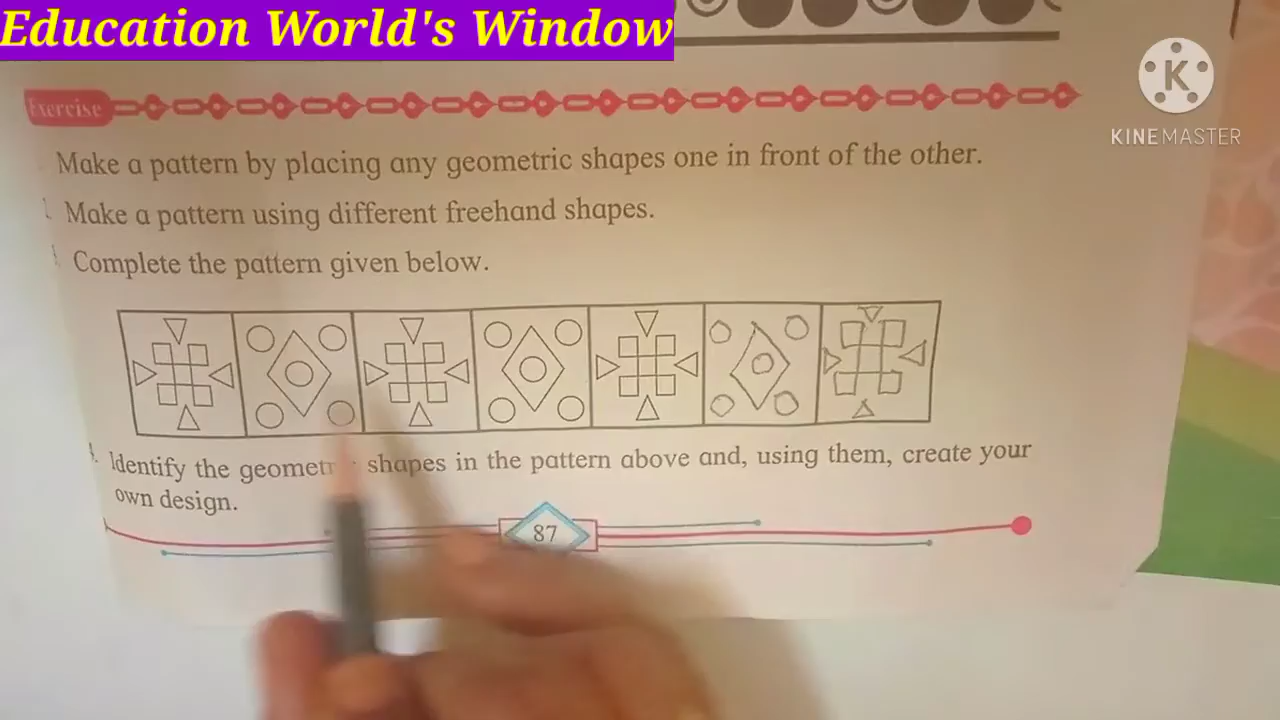 Education World's Window
K
KINEMASTER
Exercise
Make a pattern by placing any geometric shapes one in front of the other.
Make a pattern using different freehand shapes.
Complete the pattern given below.
4. Identify the geometric shapes in the pattern above and, using them, create your
own design.
87